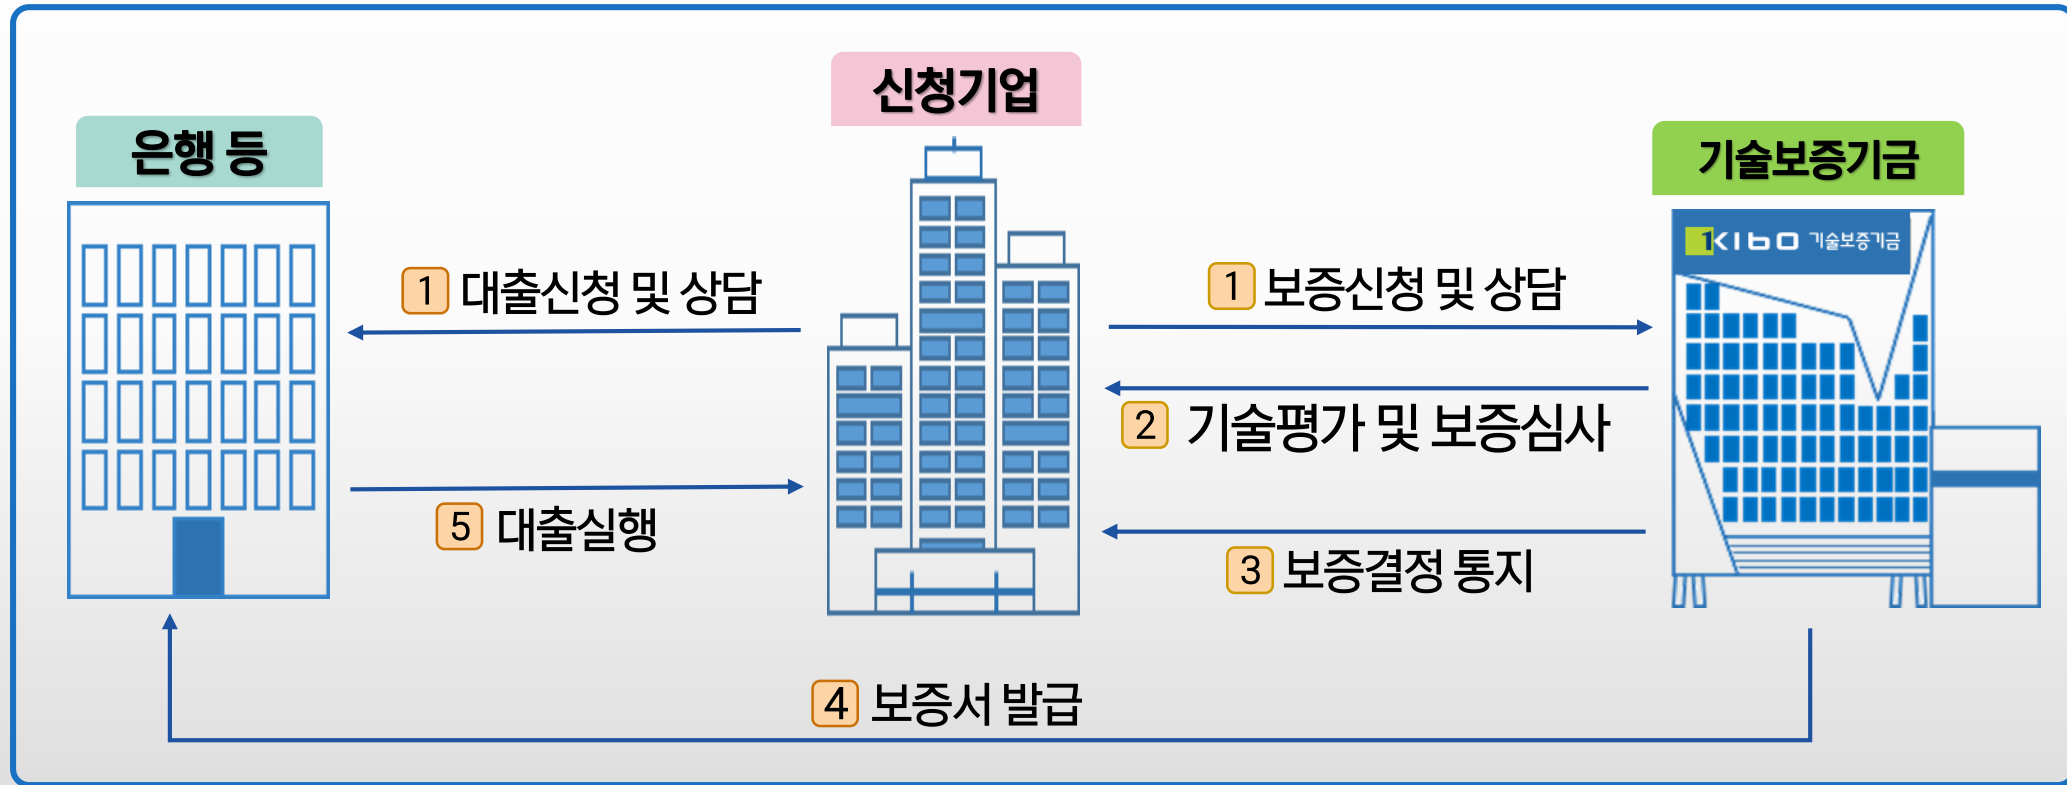 신청기업
은행 등
기술보증기금
KIBO 기술보증기금
1 대출신청 및 상담
1 보증신청 및 상담
2 기술평가 및 보증심사
5 대출실행
3 보증결정 통지
4 보증서 발급